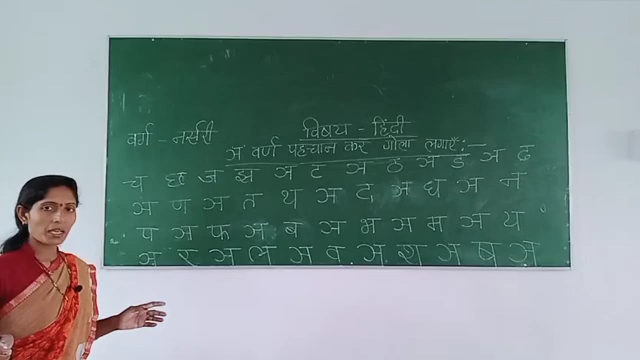 वर्ग - नर्सरी
विषय - हिंदी
ञ वर्ण पहचान कर गोला लगाएँ:-
च छ ज झ ञ ट ञ ठ ञ ड ञ ढ
ञ ण ञ त थ ञ द ञ ध ञ न
प ञ फ ञ ब ञ भ ञ म ञ य
ञ र ञ ल ञ व ञ श ञ ष ञ